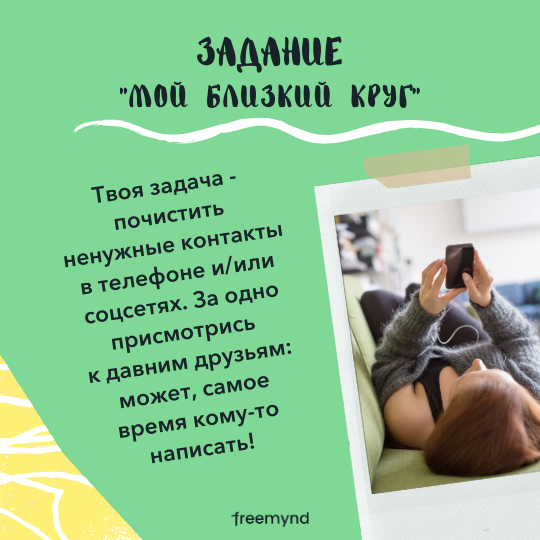 ЗАДАНИЕ
"МОЙ БЛИЗКИЙ КРУГ"
Твоя задача -
почистить
ненужные контакты
в телефоне и/или
соцсетях. За одно
присмотрись
к давним друзьям:
может, самое
время кому-то
написать!
freemynd